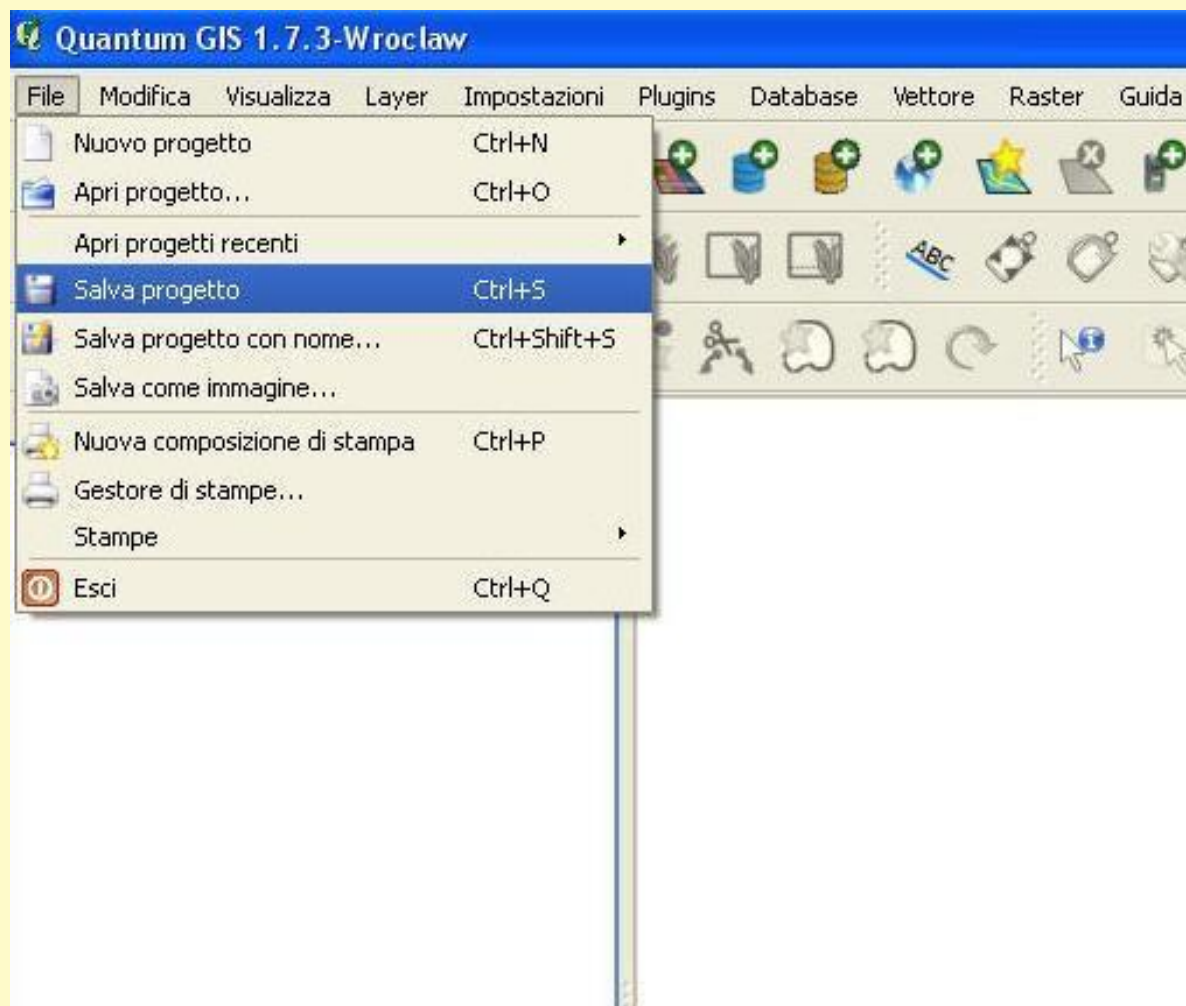 Quantum GIS 1.7.3-Wroclaw
File Modifica Visualizza Layer Impostazioni Plugins Database Vettore Raster Guida
Nuovo progetto Ctrl+N
Apri progetto... Ctrl+O
Apri progetti recenti
Salva progetto Ctrl+S
Salva progetto con nome... Ctrl+Shift+S
Salva come immagine...
Nuova composizione di stampa Ctrl+P
Gestore di stampe...
Stampe
Esci Ctrl+Q
ABC